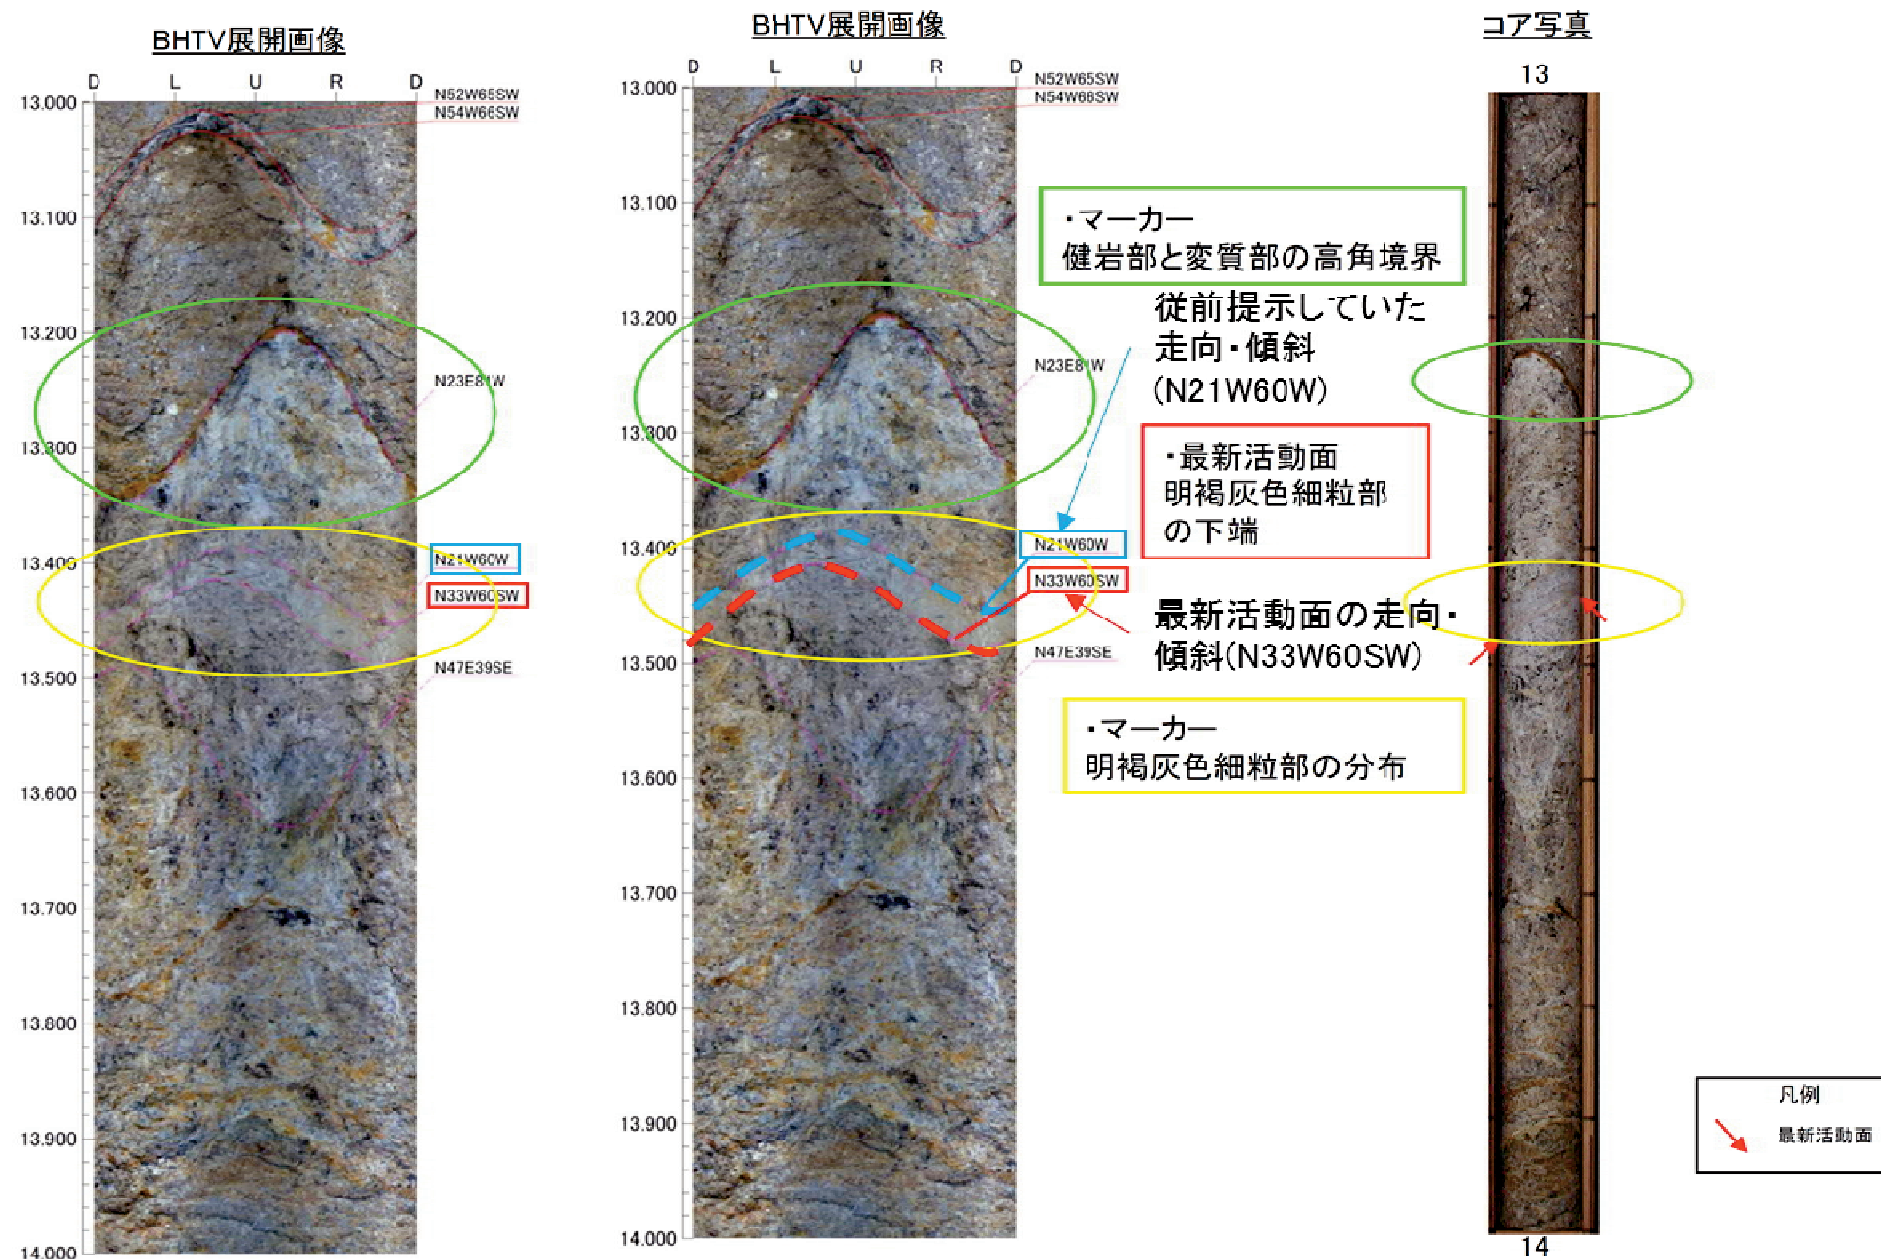 BHTV展開画像
D L U R D
13.000
13.100
13.200
13.300
13.400
13.500
13.600
13.700
13.800
13.900
14.000
N52W65SW
N54W66SW
N23E81W
N21W60W
N33W60SW
N47E39SE
BHTV展開画像
D L U R D
13.000
13.100
13.200
13.300
13.400
13.500
13.600
13.700
13.800
13.900
14.000
N52W65SW
N54W66SW
N23E81W
N21W60W
N33W60SW
N47E39SE
・マーカー
健岩部と変質部の高角境界
従前提示していた
走向・傾斜
(N21W60W)
・最新活動面
明褐灰色細粒部
の下端
最新活動面の走向・
傾斜(N33W60SW)
・マーカー
明褐灰色細粒部の分布
コア写真
13
14
凡例
最新活動面